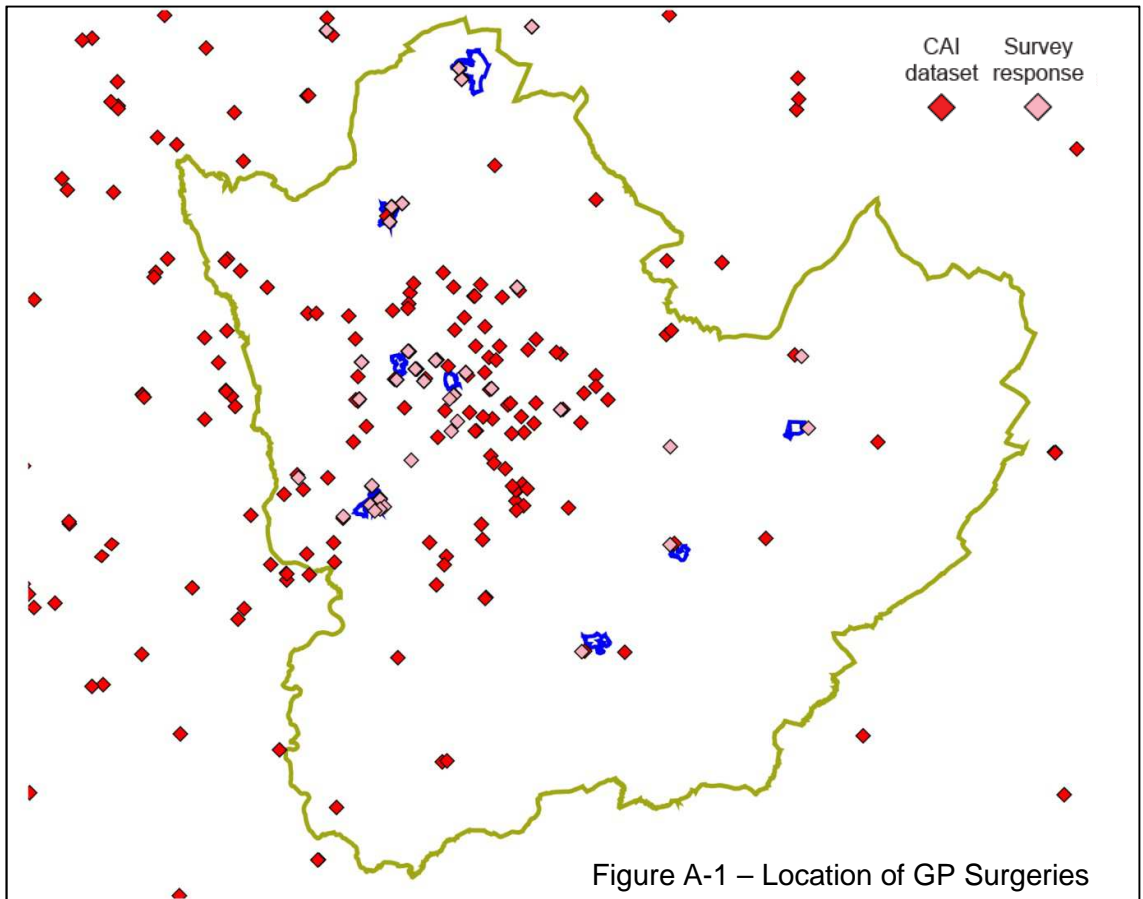 CAI
dataset
Survey
response
Figure A-1 – Location of GP Surgeries